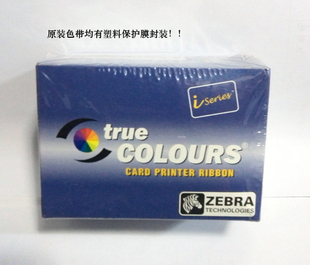 原装色带均有塑料保护膜封装！！
i series™
true
COLOURS®
CARD PRINTER RIBBON
ZEBRA
TECHNOLOGIES